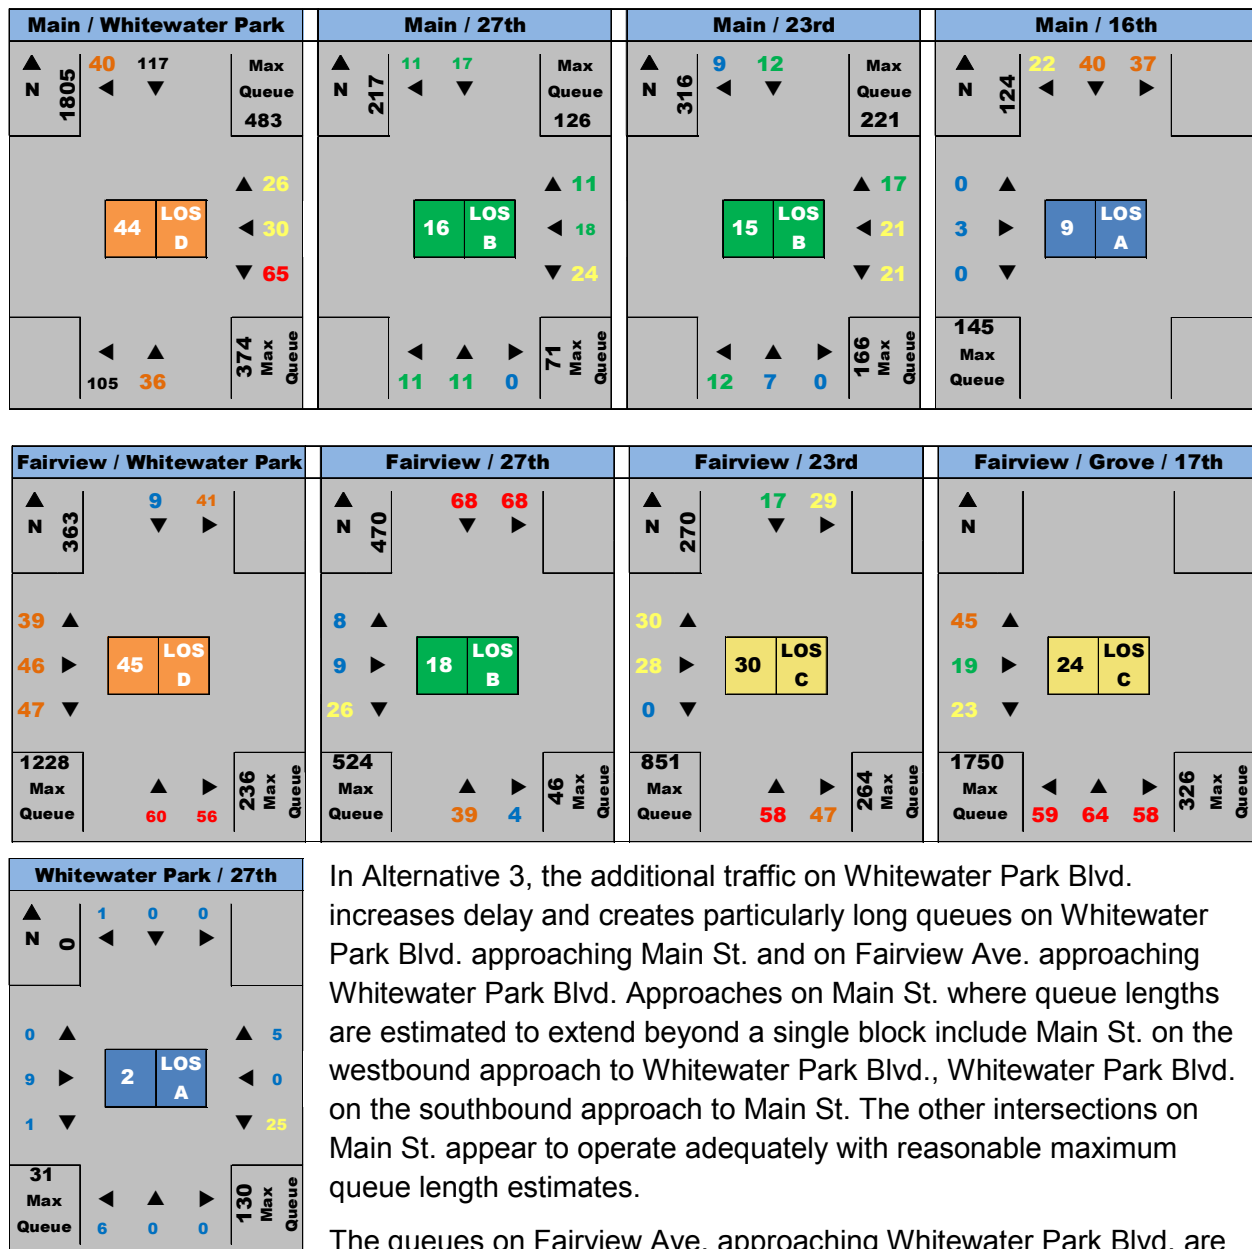 Main / Whitewater Park
N
1805
40 117
Max
Queue
483
26
44 LOS
D
30
65
105 36
374
Max
Queue
Main / 27th
N
217
11 17
Max
Queue
126
11
16 LOS
B
18
24
11 11 0
71
Max
Queue
Main / 23rd
N
316
9 12
Max
Queue
221
17
15 LOS
B
21
21
12 7 0
166
Max
Queue
Main / 16th
N
124
22 40 37
0
3
0
9 LOS
A
145
Max
Queue
Fairview / Whitewater Park
N
363
9 41
39
46
47
45 LOS
D
1228
Max
Queue
60 56
236
Max
Queue
Fairview / 27th
N
470
68 68
8
9
26
18 LOS
B
524
Max
Queue
39 4
46
Max
Queue
Fairview / 23rd
N
270
17 29
30
28
0
30 LOS
C
851
Max
Queue
58 47
264
Max
Queue
Fairview / Grove / 17th
N
45
19
23
24 LOS
C
1750
Max
Queue
59 64 58
326
Max
Queue
Whitewater Park / 27th
N
0
1 0 0
0
9
1
2 LOS
A
5
0
25
31
Max
Queue
6 0 0
130
Max
Queue
In Alternative 3, the additional traffic on Whitewater Park Blvd.
increases delay and creates particularly long queues on Whitewater
Park Blvd. approaching Main St. and on Fairview Ave. approaching
Whitewater Park Blvd. Approaches on Main St. where queue lengths
are estimated to extend beyond a single block include Main St. on the
westbound approach to Whitewater Park Blvd., Whitewater Park Blvd.
on the southbound approach to Main St. The other intersections on
Main St. appear to operate adequately with reasonable maximum
queue length estimates.
The queues on Fairview Ave. approaching Whitewater Park Blvd. are